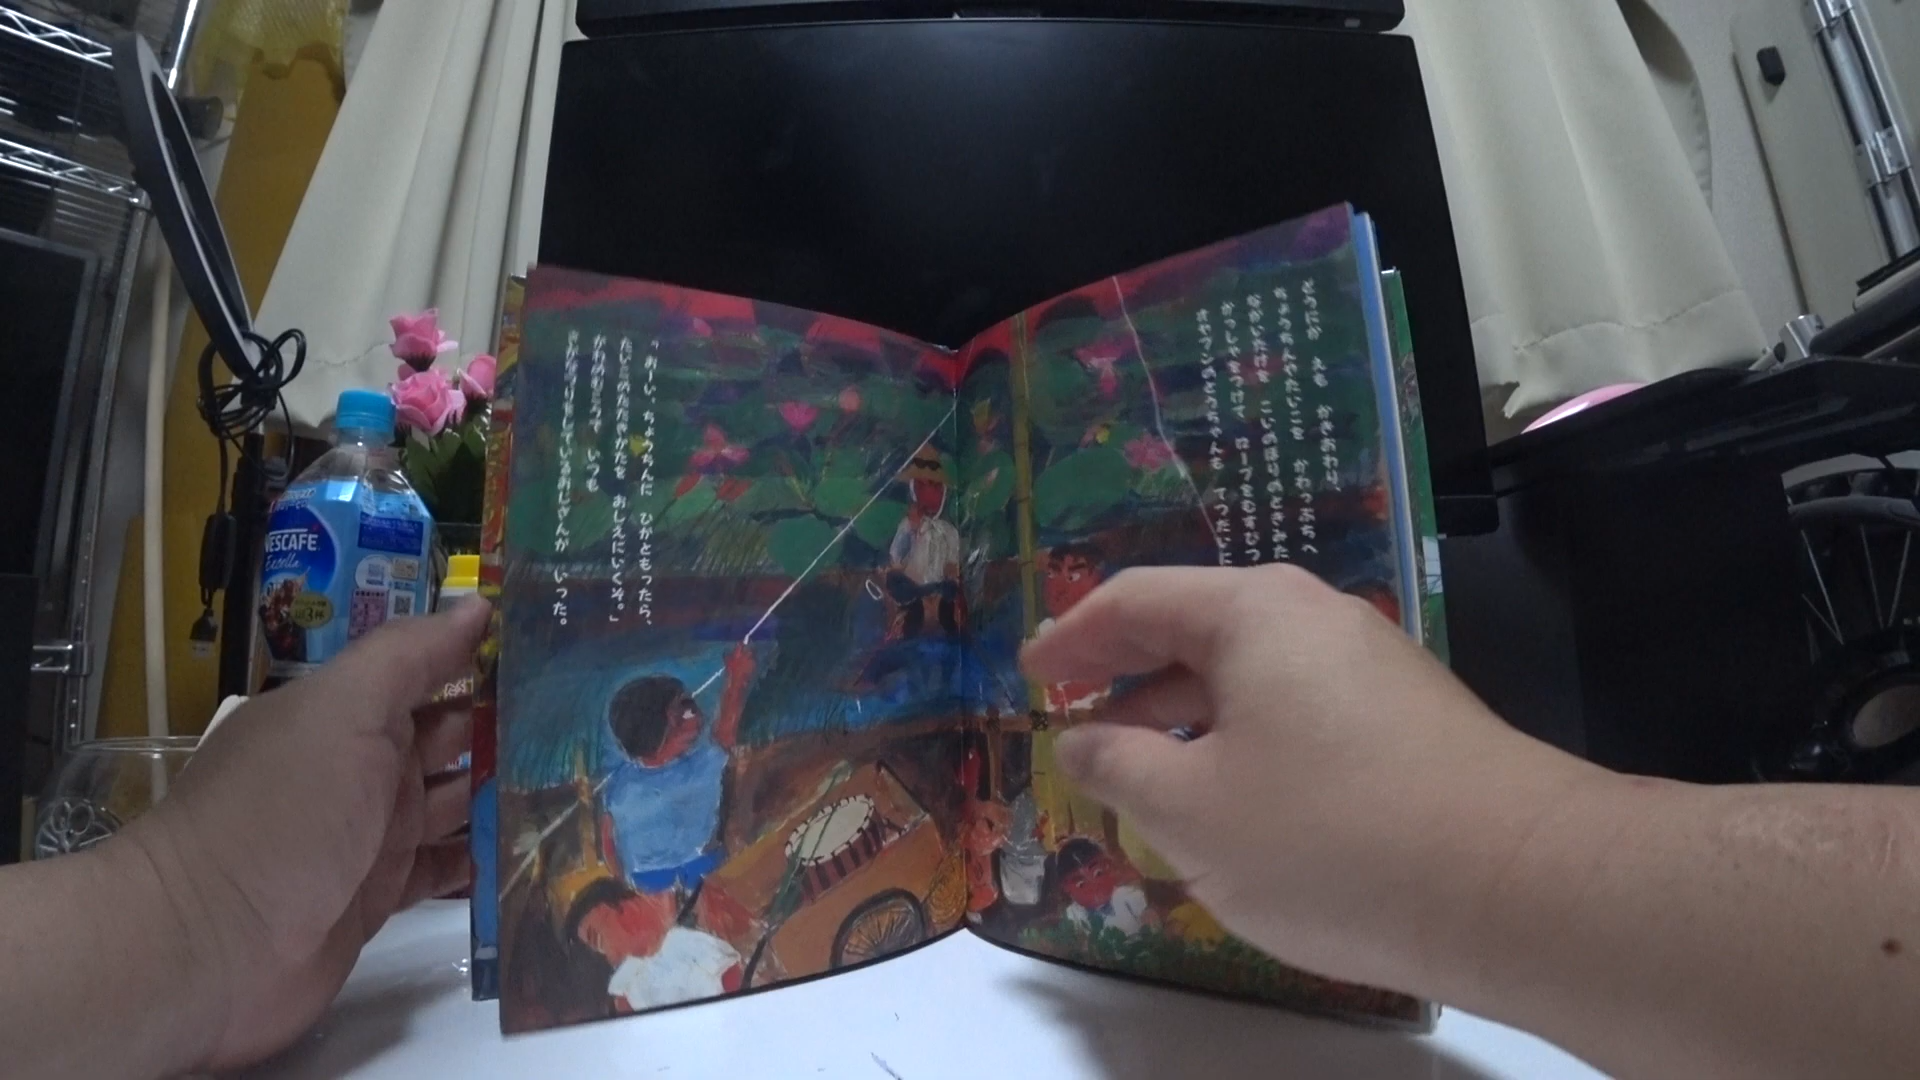 どうにか　えも　かきおわり、
ちょうちんやたいこを　かわっぷちへ
ながいたけを　こいのぼりのときみた
かっしゃをつけて　ロープをむすびつ
オヤブンのとうちゃんも　てつだいに
「おーい、ちょうちんに　ひがともったら、
たいこのたたきかたを　おしえにいくぞ。」
かわのむこうで　いつも
さかなつりをしているおじさんが　いった。
NESCAFE
Excella